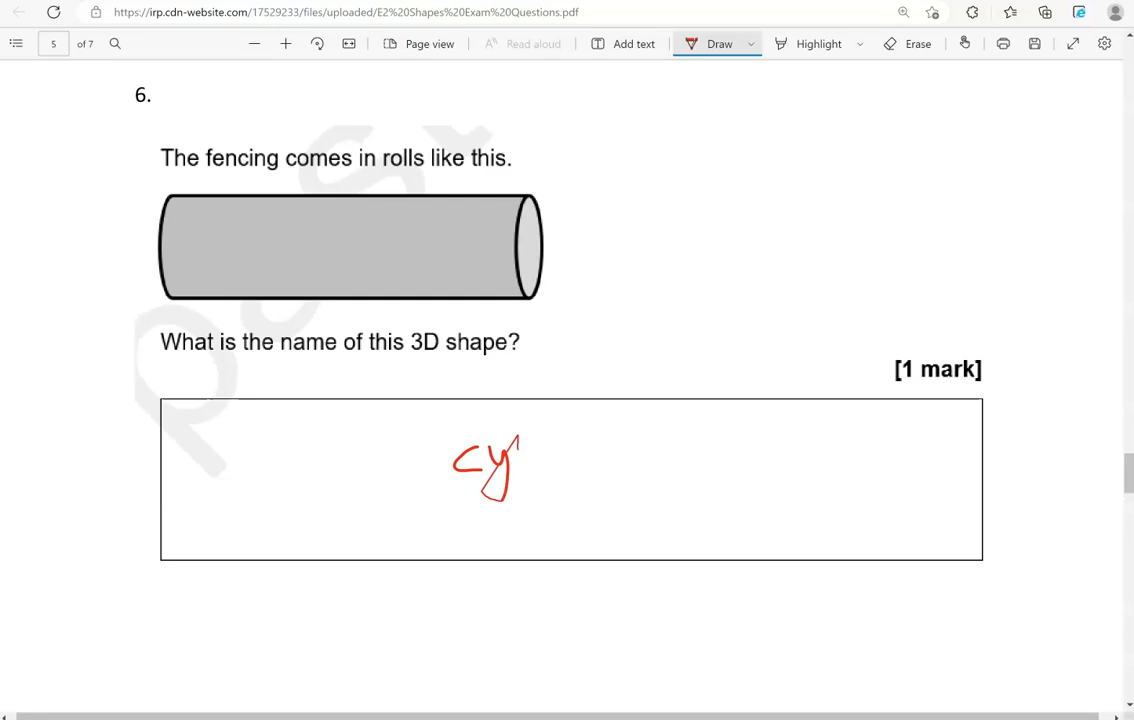 https://irp.cdn-website.com/17529233/files/uploaded/E2%20Shapes%20Exam%20Questions.pdf
5 of 7 Page view Read aloud Add text Draw Highlight Erase
6.
The fencing comes in rolls like this.
What is the name of this 3D shape?
[1 mark]
cy